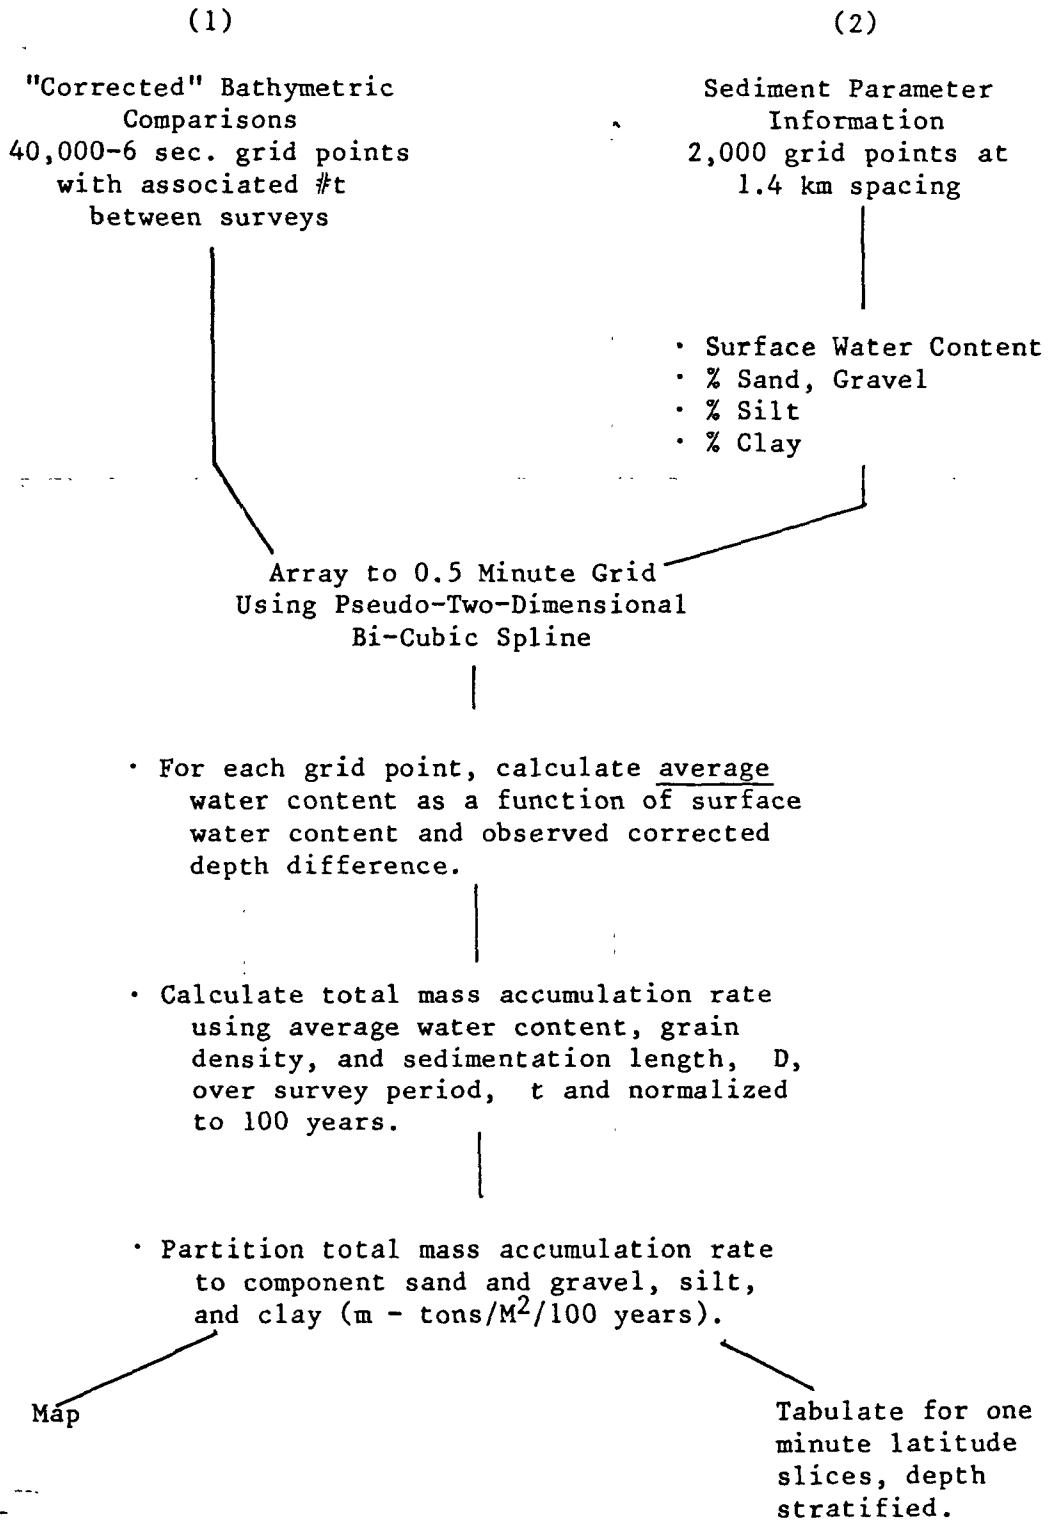 (1)
"Corrected" Bathymetric
Comparisons
40,000-6 sec. grid points
with associated #t
between surveys
(2)
Sediment Parameter
Information
2,000 grid points at
1.4 km spacing
· Surface Water Content
· % Sand, Gravel
· % Silt
· % Clay
Array to 0.5 Minute Grid
Using Pseudo-Two-Dimensional
Bi-Cubic Spline
· For each grid point, calculate average
water content as a function of surface
water content and observed corrected
depth difference.
· Calculate total mass accumulation rate
using average water content, grain
density, and sedimentation length, D,
over survey period, t and normalized
to 100 years.
· Partition total mass accumulation rate
to component sand and gravel, silt,
and clay (m - tons/M²/100 years).
Map
Tabulate for one
minute latitude
slices, depth
stratified.